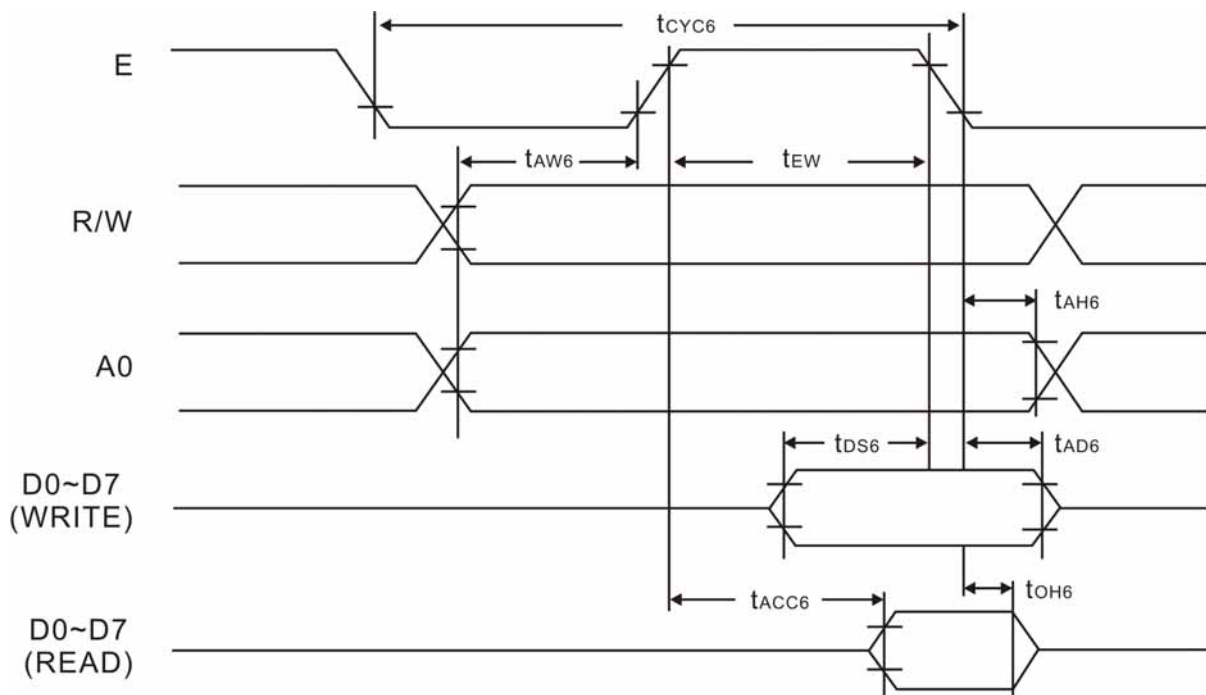 tCYC6
E
tAW6
tEW
R/W
tAH6
A0
tDS6
tAD6
D0~D7
(WRITE)
tOH6
tACC6
D0~D7
(READ)